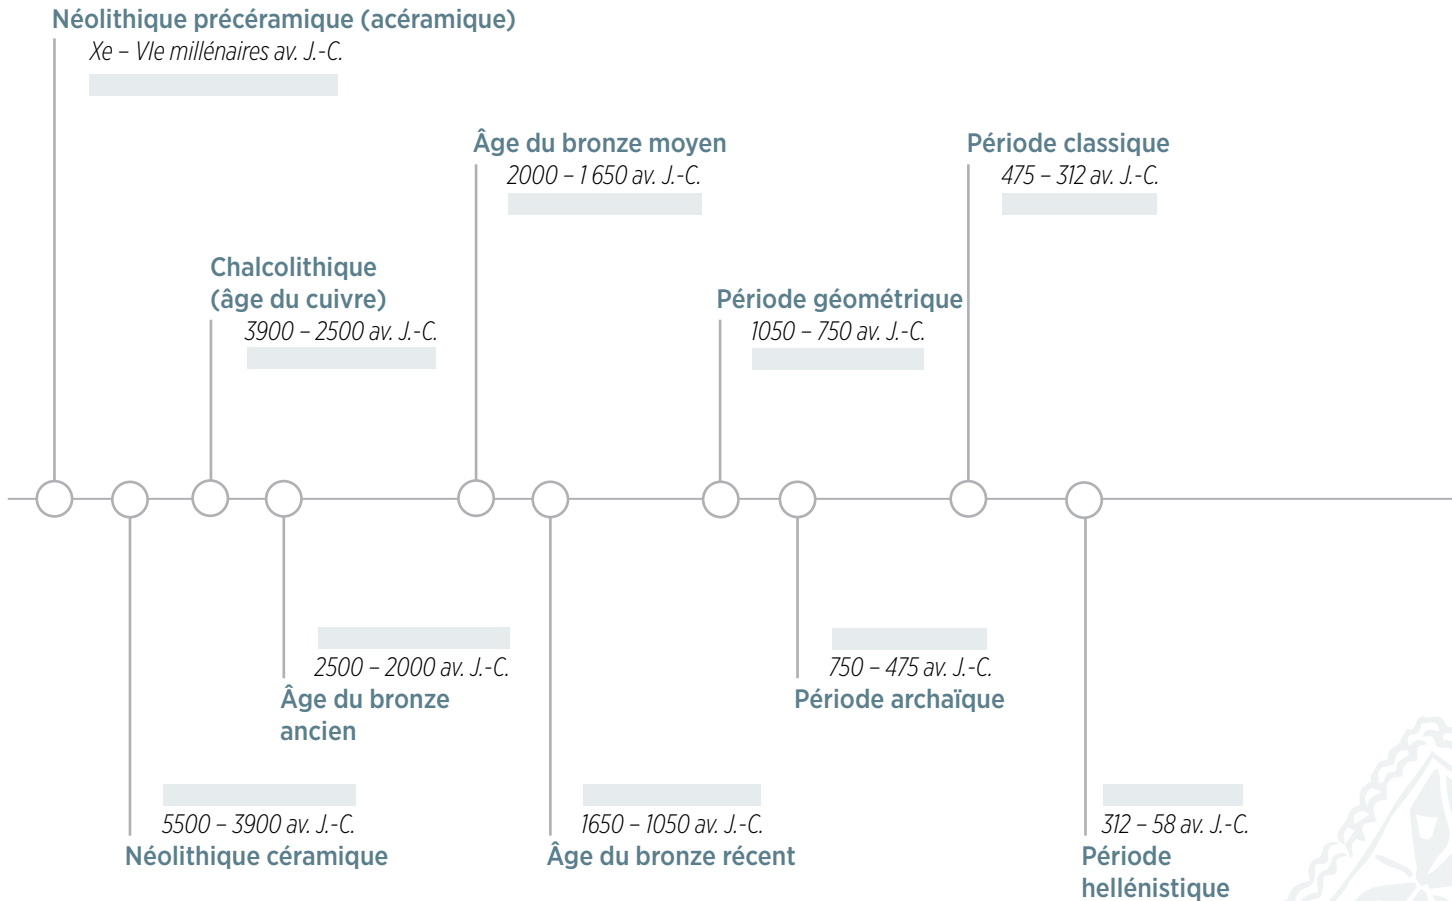 Néolithique précéramique (acéramique)
Xe – VIe millénaires av. J.-C.
Âge du bronze moyen
2000 – 1 650 av. J.-C.
Période classique
475 – 312 av. J.-C.
Chalcolithique
(âge du cuivre)
3900 – 2500 av. J.-C.
Période géométrique
1050 – 750 av. J.-C.
2500 – 2000 av. J.-C.
Âge du bronze
ancien
750 – 475 av. J.-C.
Période archaïque
5500 – 3900 av. J.-C.
Néolithique céramique
1650 – 1050 av. J.-C.
Âge du bronze récent
312 – 58 av. J.-C.
Période
hellénistique